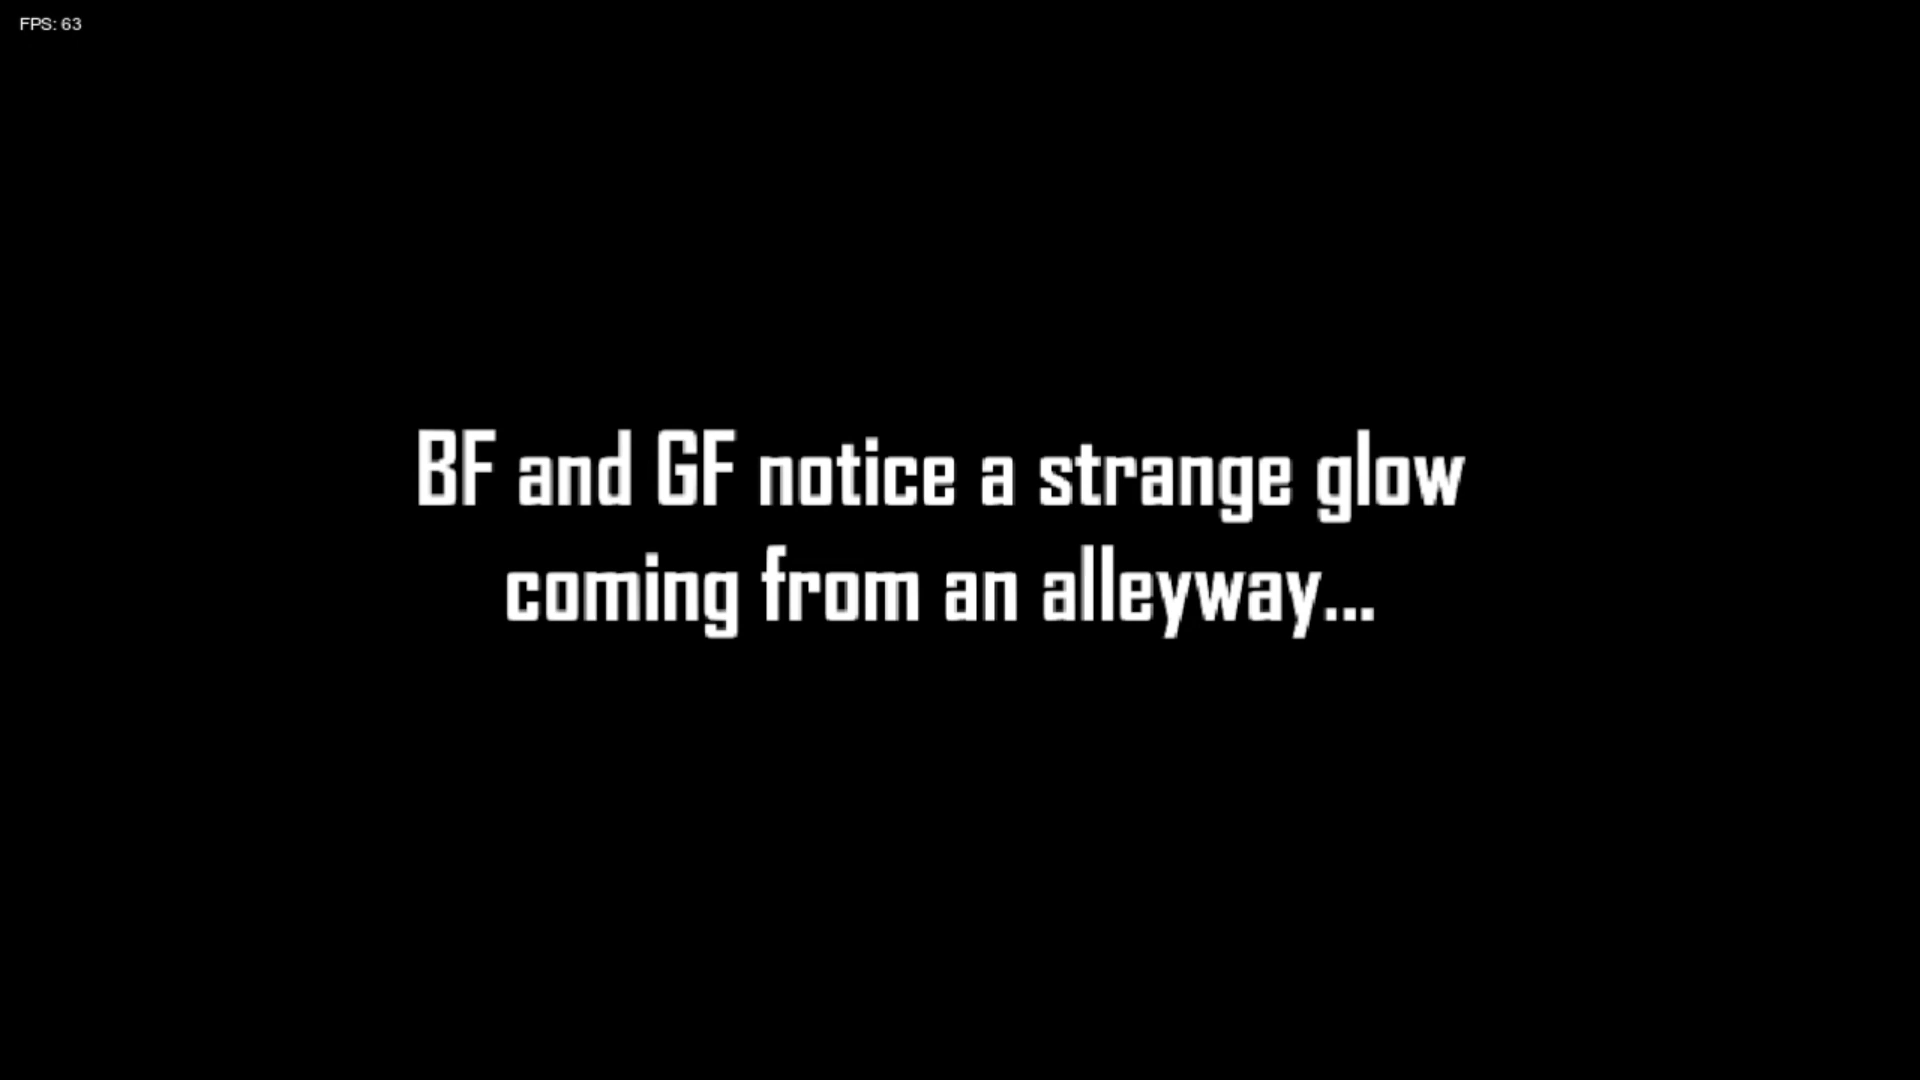 FPS: 63
BF and GF notice a strange glow
coming from an alleyway...